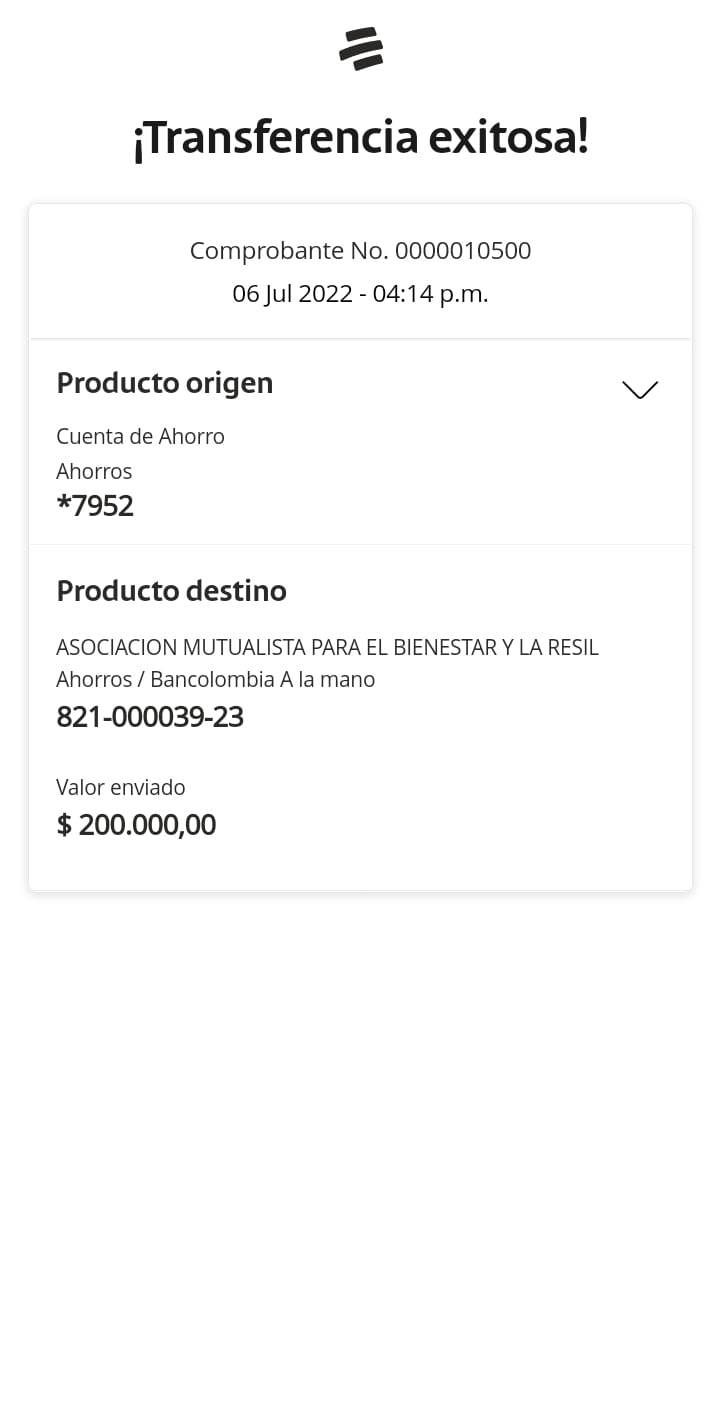 ¡Transferencia exitosa!
Comprobante No. 0000010500
06 Jul 2022 - 04:14 p.m.
Producto origen
Cuenta de Ahorro
Ahorros
*7952
Producto destino
ASOCIACION MUTUALISTA PARA EL BIENESTAR Y LA RESIL
Ahorros / Bancolombia A la mano
821-000039-23
Valor enviado
$ 200.000,00